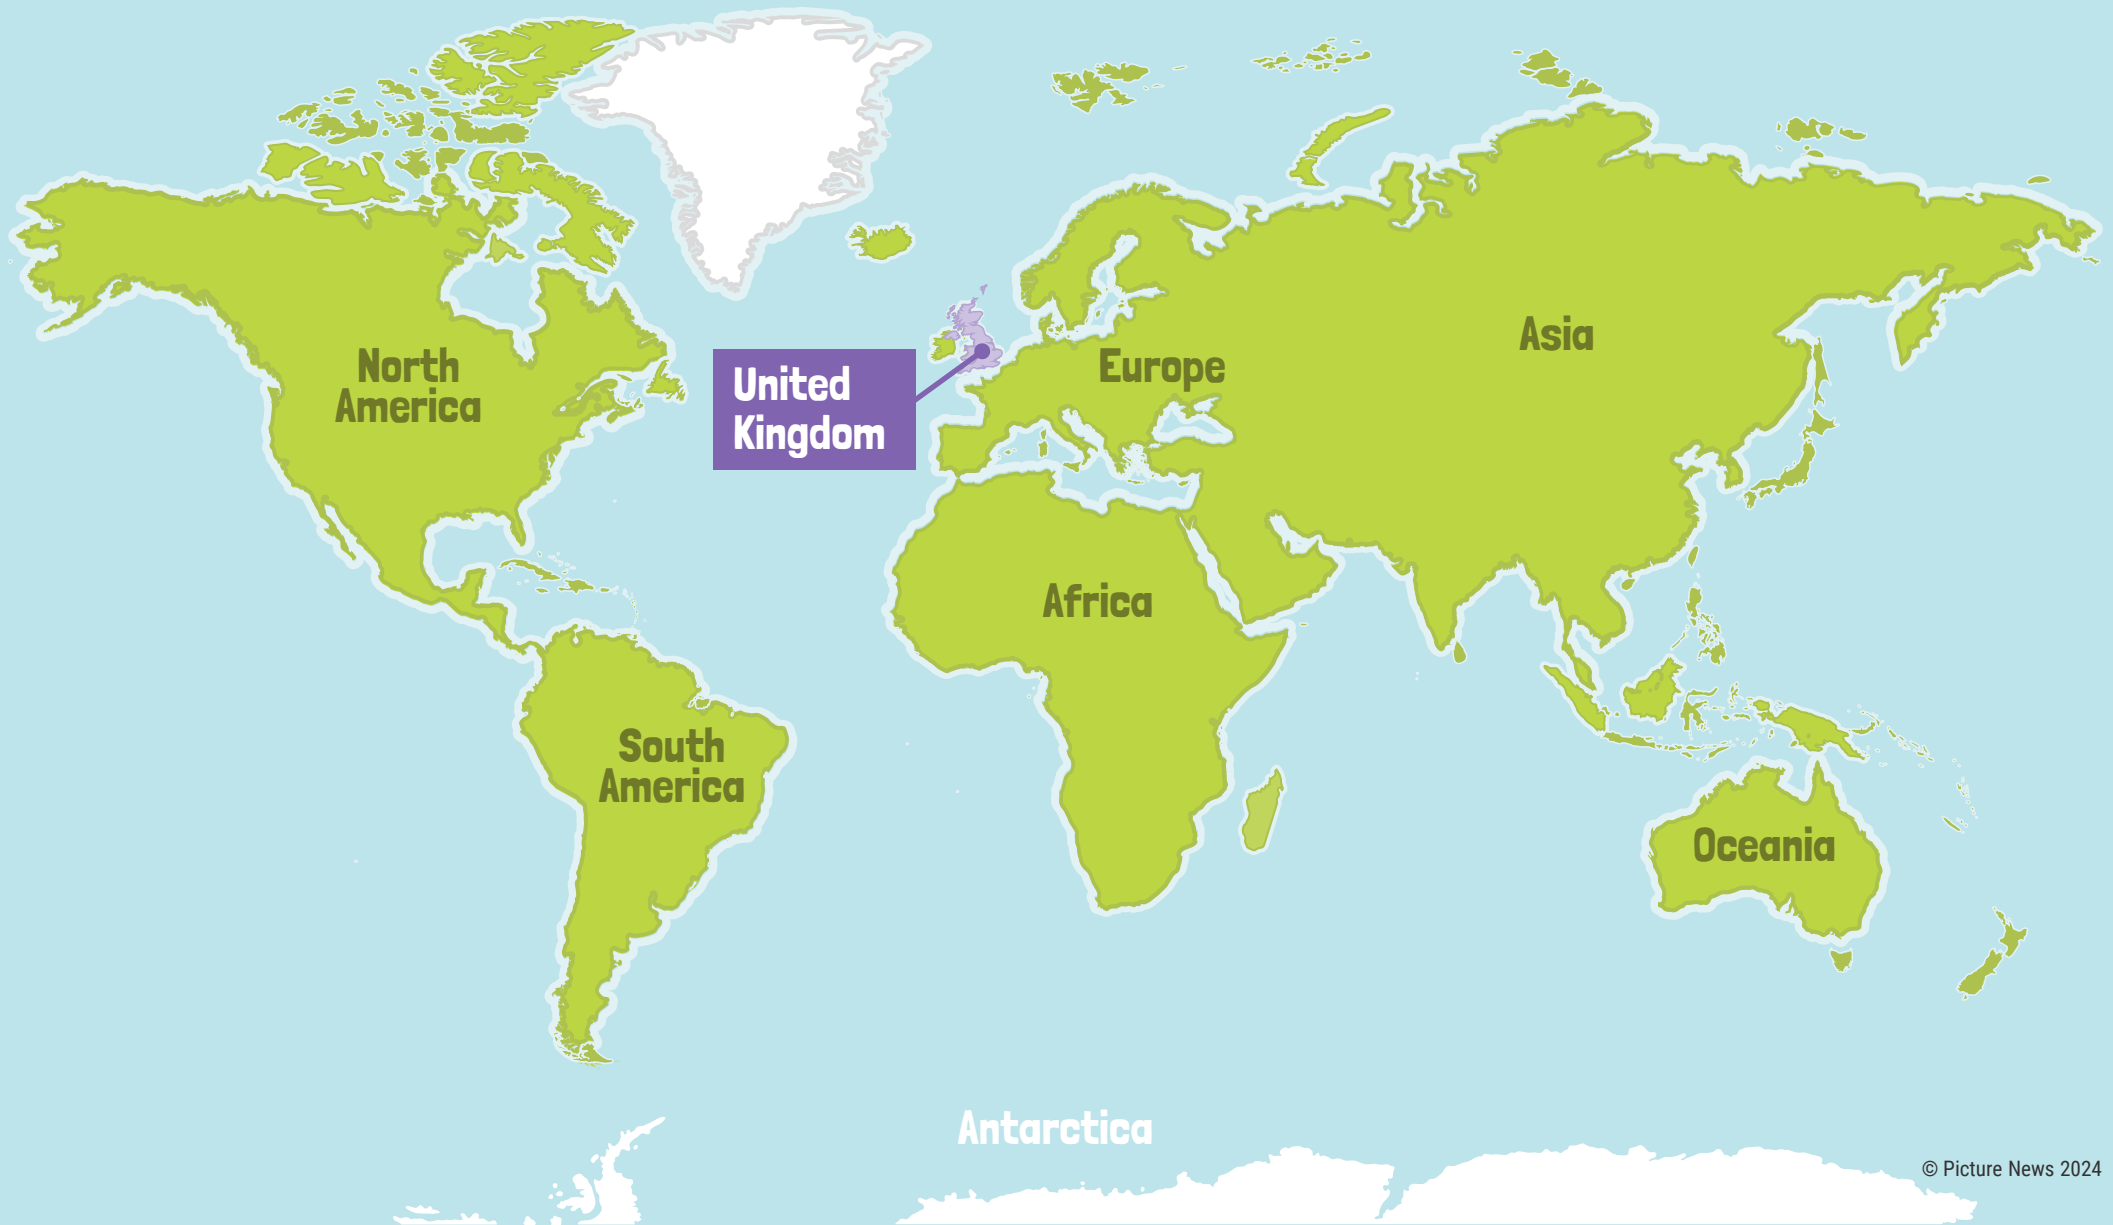 North
America
United
Kingdom
Europe
Asia
Africa
South
America
Oceania
Antarctica
© Picture News 2024